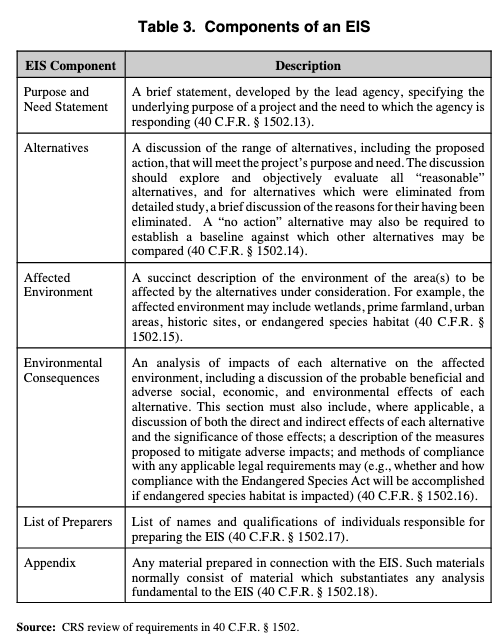 Table 3. Components of an EIS
EIS Component
Description
Purpose and
Need Statement
A brief statement, developed by the lead agency, specifying the
underlying purpose of a project and the need to which the agency is
responding (40 C.F.R. § 1502.13).
Alternatives
A discussion of the range of alternatives, including the proposed
action, that will meet the project's purpose and need. The discussion
should explore and objectively evaluate all "reasonable"
alternatives, and for alternatives which were eliminated from
detailed study, a brief discussion of the reasons for their having been
eliminated. A "no action" alternative may also be required to
establish a baseline against which other alternatives may be
compared (40 C.F.R. § 1502.14).
Affected
Environment
A succinct description of the environment of the area(s) to be
affected by the alternatives under consideration. For example, the
affected environment may include wetlands, prime farmland, urban
areas, historic sites, or endangered species habitat (40 C.F.R. §
1502.15).
Environmental
Consequences
An analysis of impacts of each alternative on the affected
environment, including a discussion of the probable beneficial and
adverse social, economic, and environmental effects of each
alternative. This section must also include, where applicable, a
discussion of both the direct and indirect effects of each alternative
and the significance of those effects; a description of the measures
proposed to mitigate adverse impacts; and methods of compliance
with any applicable legal requirements may (e.g., whether and how
compliance with the Endangered Species Act will be accomplished
if endangered species habitat is impacted) (40 C.F.R. § 1502.16).
List of Preparers
List of names and qualifications of individuals responsible for
preparing the EIS (40 C.F.R. § 1502.17).
Appendix
Any material prepared in connection with the EIS. Such materials
normally consist of material which substantiates any analysis
fundamental to the EIS (40 C.F.R. § 1502.18).
Source: CRS review of requirements in 40 C.F.R. § 1502.